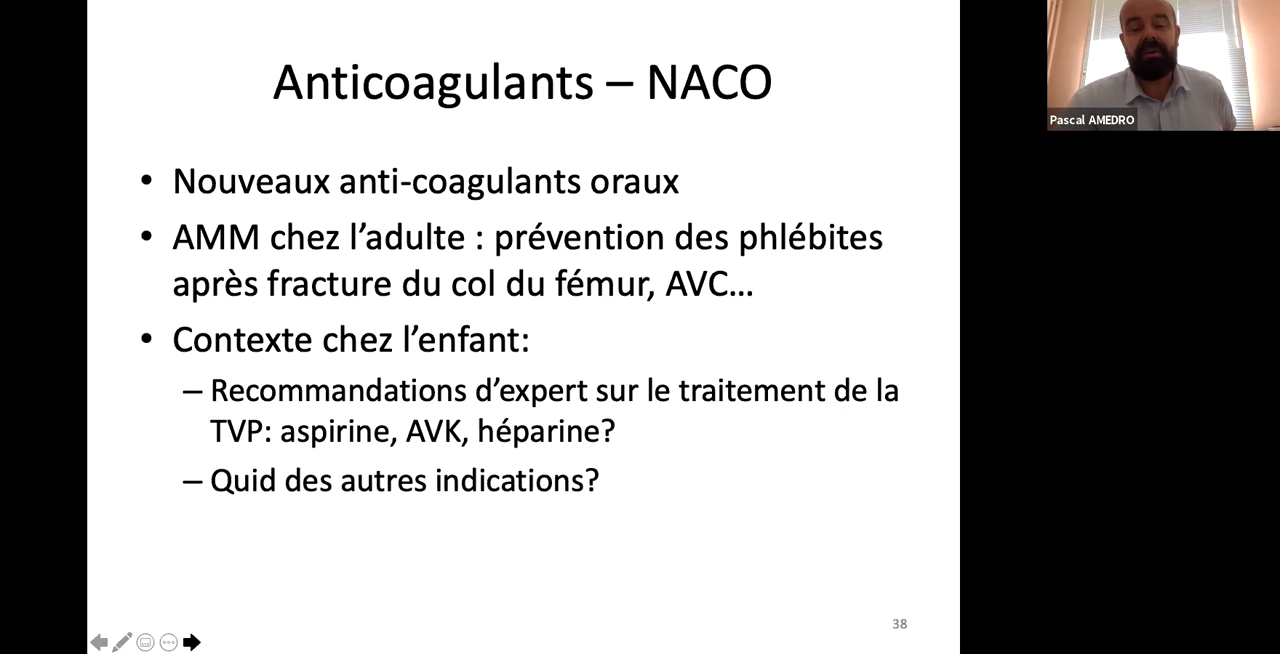 Anticoagulants – NACO
• Nouveaux anti-coagulants oraux
• AMM chez l’adulte : prévention des phlébites
après fracture du col du fémur, AVC…
• Contexte chez l’enfant:
– Recommandations d’expert sur le traitement de la
TVP: aspirine, AVK, héparine?
– Quid des autres indications?
38
Pascal AMEDRO